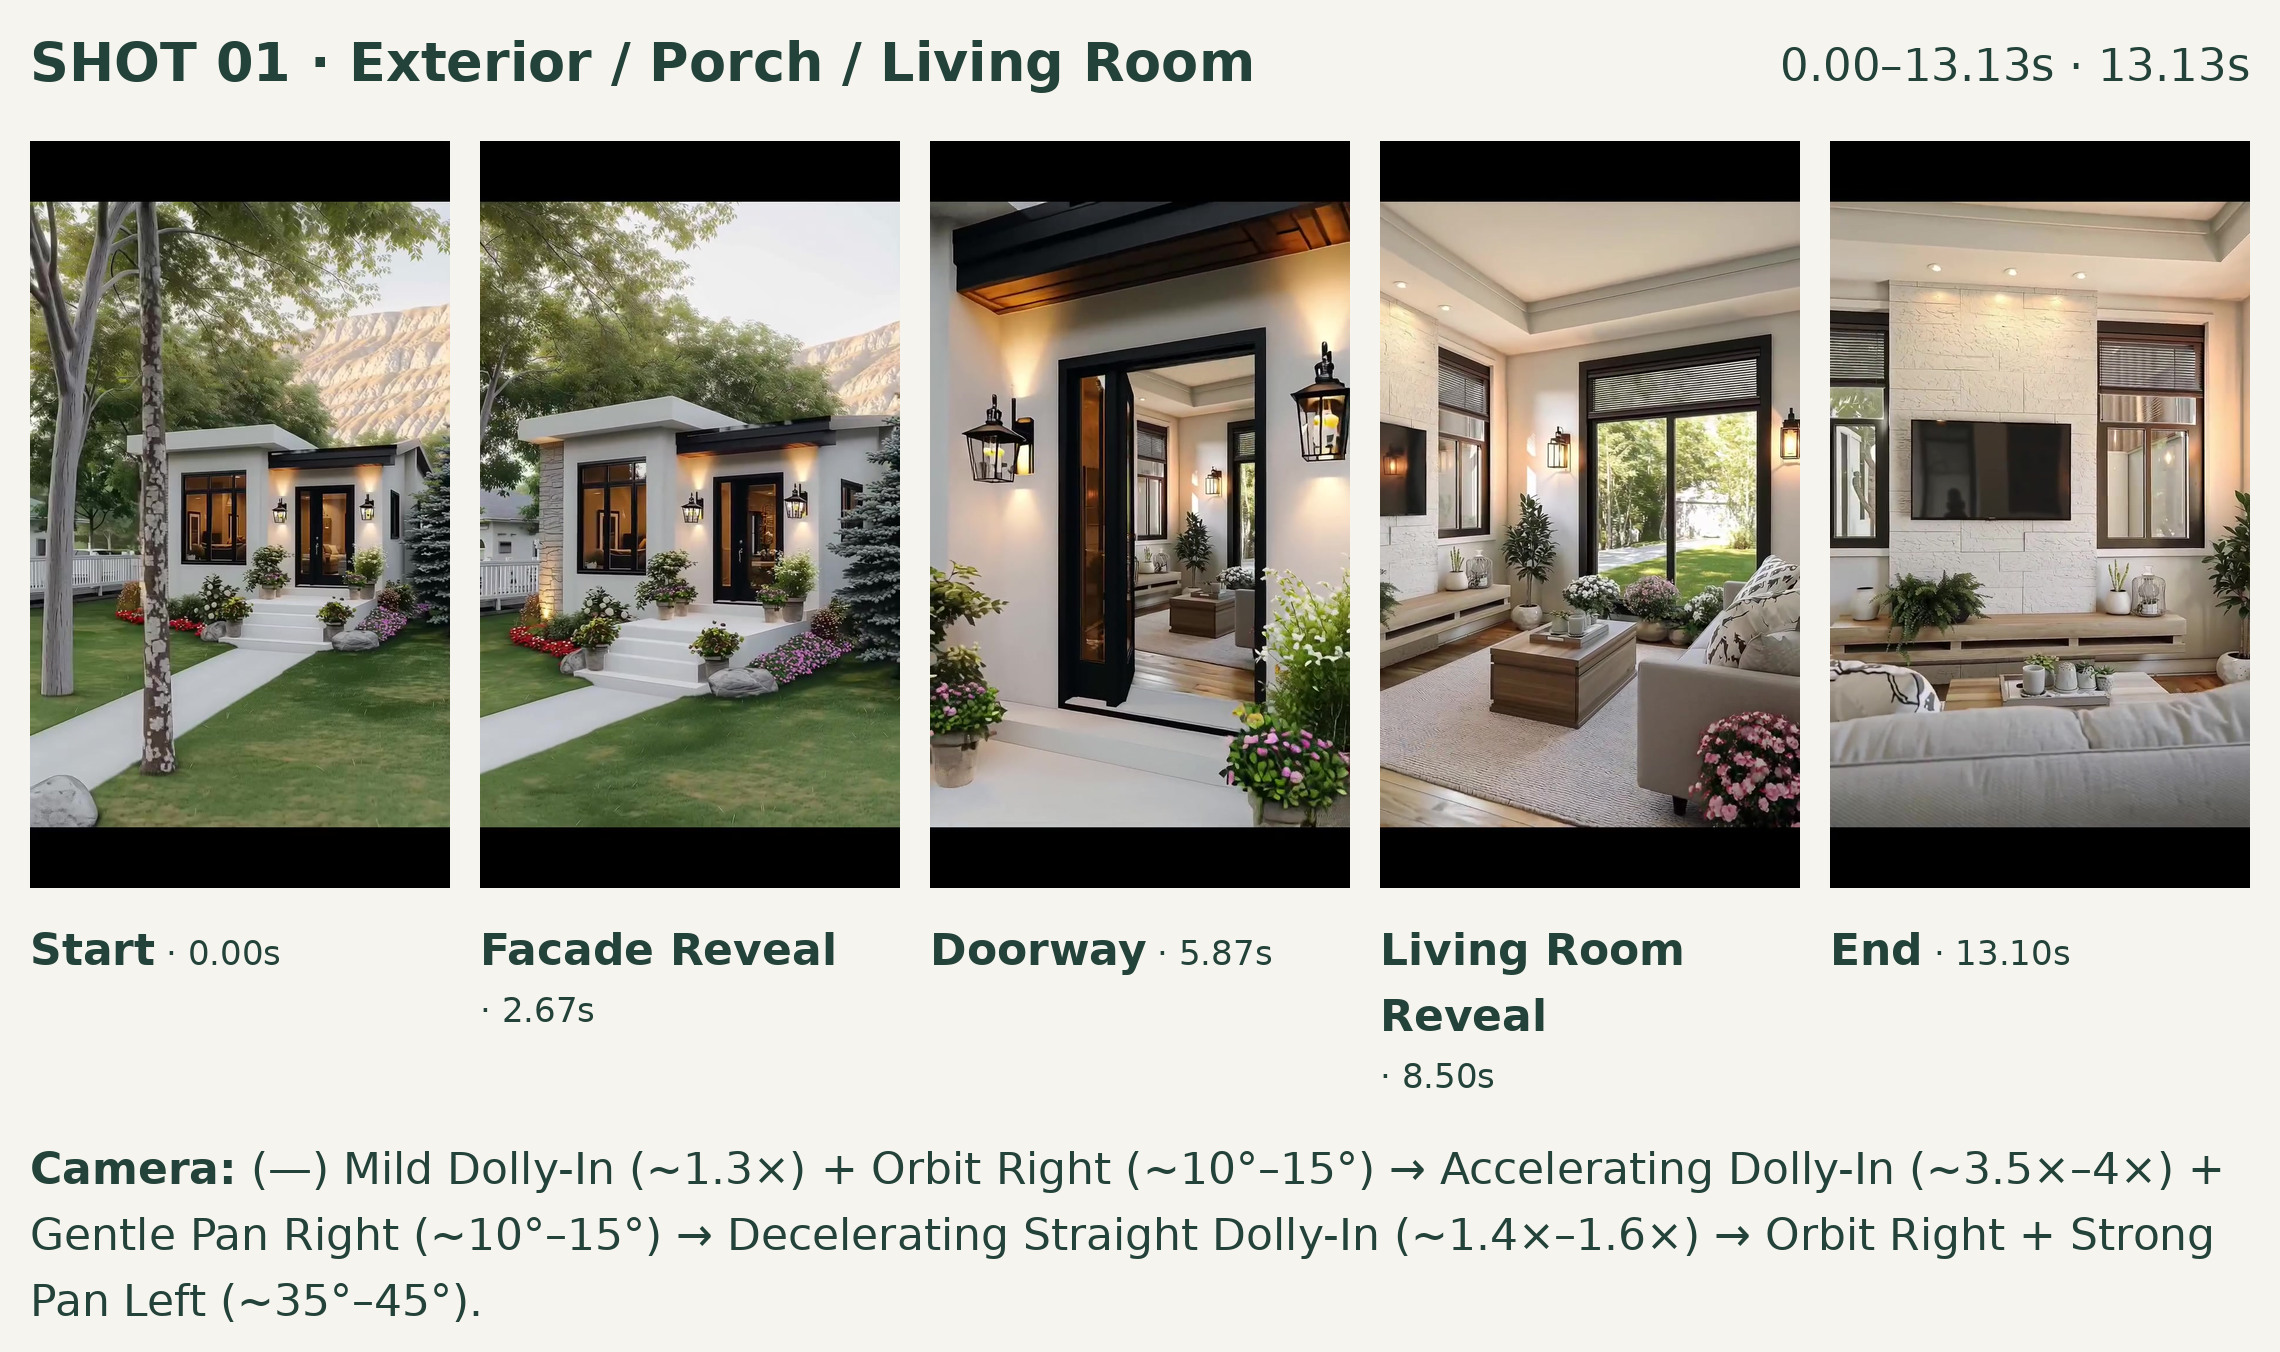 SHOT 01 · Exterior / Porch / Living Room
0.00–13.13s · 13.13s
Start · 0.00s
Facade Reveal
· 2.67s
Doorway · 5.87s
Living Room
Reveal
· 8.50s
End · 13.10s
Camera: (—) Mild Dolly-In (~1.3×) + Orbit Right (~10°–15°) → Accelerating Dolly-In (~3.5×–4×) +
Gentle Pan Right (~10°–15°) → Decelerating Straight Dolly-In (~1.4×–1.6×) → Orbit Right + Strong
Pan Left (~35°–45°).